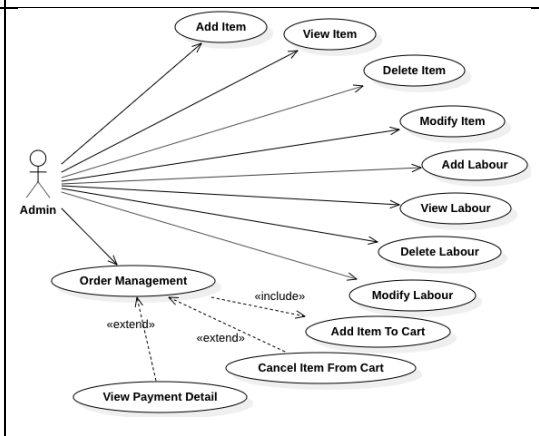 Add Item
View Item
Delete Item
Modify Item
Add Labour
Admin
View Labour
Delete Labour
Order Management
Modify Labour
«include»
«extend»
Add Item To Cart
«extend»
Cancel Item From Cart
View Payment Detail